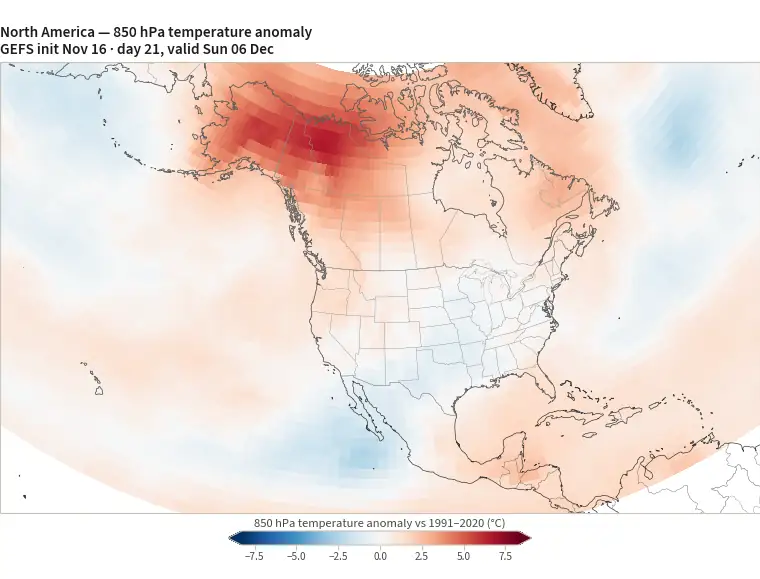 North America — 850 hPa temperature anomaly
GEFS init Nov 16 · day 21, valid Sun 06 Dec
850 hPa temperature anomaly vs 1991–2020 (°C)
−7.5 −5.0 −2.5 0.0 2.5 5.0 7.5